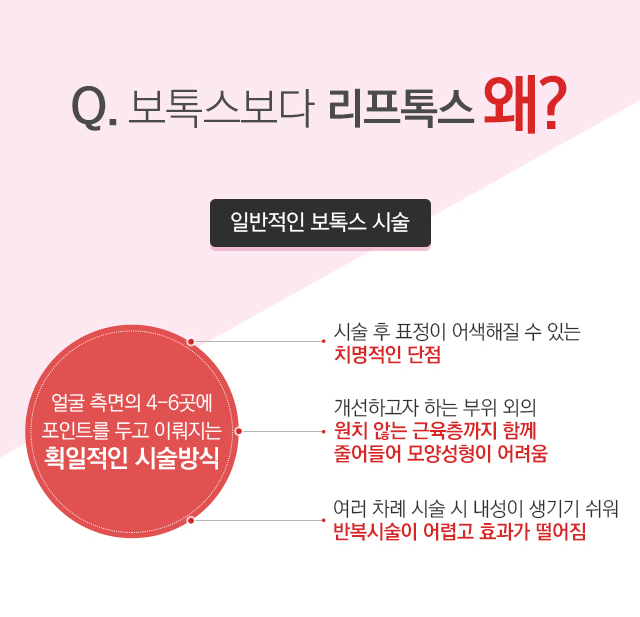 Q. 보톡스보다 리프톡스 왜?
일반적인 보톡스 시술
얼굴 측면의 4-6곳에
포인트를 두고 이뤄지는
획일적인 시술방식
시술 후 표정이 어색해질 수 있는
치명적인 단점
개선하고자 하는 부위 외의
원치 않는 근육층까지 함께
줄어들어 모양성형이 어려움
여러 차례 시술 시 내성이 생기기 쉬워
반복시술이 어렵고 효과가 떨어짐